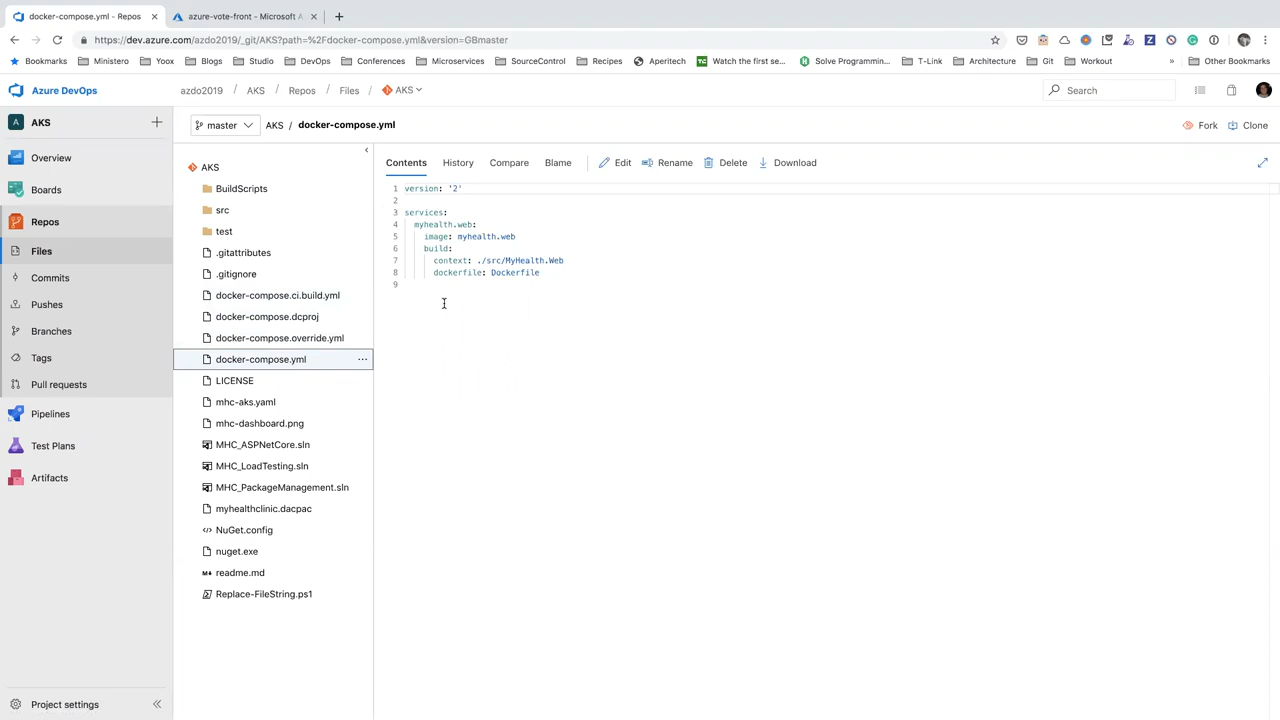 docker-compose.yml - Repos
azure-vote-front - Microsoft A
https://dev.azure.com/azdo2019/_git/AKS?path=%2Fdocker-compose.yml&version=GBmaster
Bookmarks Ministero Yoox Blogs Studio DevOps Conferences Microservices SourceControl Recipes Aperitech Watch the first se... Solve Programmin... T-Link Architecture Git Workout » Other Bookmarks
Azure DevOps
azdo2019 / AKS / Repos / Files / AKS
Search
A AKS
master
AKS / docker-compose.yml
Fork Clone
Overview
Boards
Repos
Files
Commits
Pushes
Branches
Tags
Pull requests
Pipelines
Test Plans
Artifacts
Project settings
AKS
BuildScripts
src
test
.gitattributes
.gitignore
docker-compose.ci.build.yml
docker-compose.dcproj
docker-compose.override.yml
docker-compose.yml ...
LICENSE
mhc-aks.yaml
mhc-dashboard.png
MHC_ASPNetCore.sln
MHC_LoadTesting.sln
MHC_PackageManagement.sln
myhealthclinic.dacpac
NuGet.config
nuget.exe
readme.md
Replace-FileString.ps1
Contents History Compare Blame Edit Rename Delete Download
1 version: '2'
2
3 services:
4 myhealth.web:
5 image: myhealth.web
6 build:
7 context: ./src/MyHealth.Web
8 dockerfile: Dockerfile
9